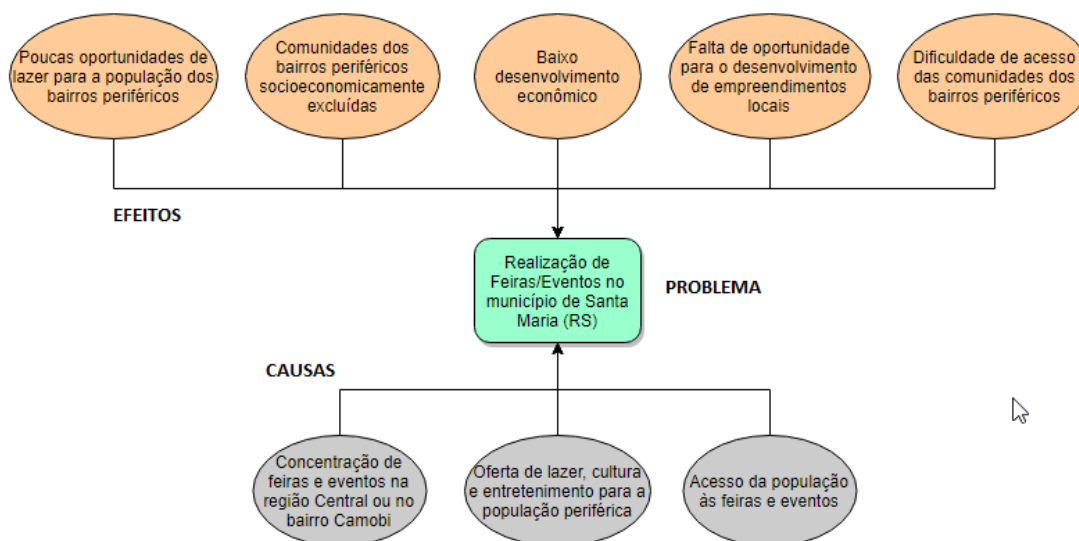 Poucas oportunidades de
lazer para a população dos
bairros periféricos
Comunidades dos
bairros periféricos
socioeconomicamente
excluídas
Baixo
desenvolvimento
econômico
Falta de oportunidade
para o desenvolvimento
de empreendimentos
locais
Dificuldade de acesso
das comunidades dos
bairros periféricos
EFEITOS
Realização de
Feiras/Eventos no
município de Santa
Maria (RS)
PROBLEMA
CAUSAS
Concentração de
feiras e eventos na
região Central ou no
bairro Camobi
Oferta de lazer, cultura
e entretenimento para a
população periférica
Acesso da população
às feiras e eventos